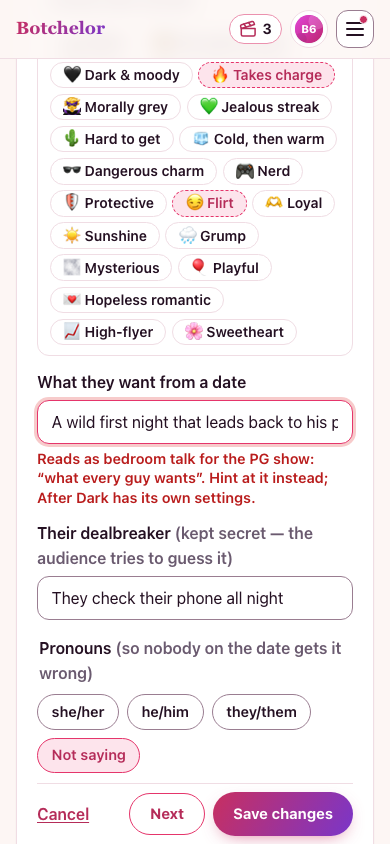 Botchelor
3
B6
Dark & moody
Takes charge
Morally grey
Jealous streak
Hard to get
Cold, then warm
Dangerous charm
Nerd
Protective
Flirt
Loyal
Sunshine
Grump
Mysterious
Playful
Hopeless romantic
High-flyer
Sweetheart
What they want from a date
A wild first night that leads back to his p
Reads as bedroom talk for the PG show:
“what every guy wants”. Hint at it instead;
After Dark has its own settings.
Their dealbreaker (kept secret — the
audience tries to guess it)
They check their phone all night
Pronouns (so nobody on the date gets it
wrong)
she/her
he/him
they/them
Not saying
Cancel
Next
Save changes